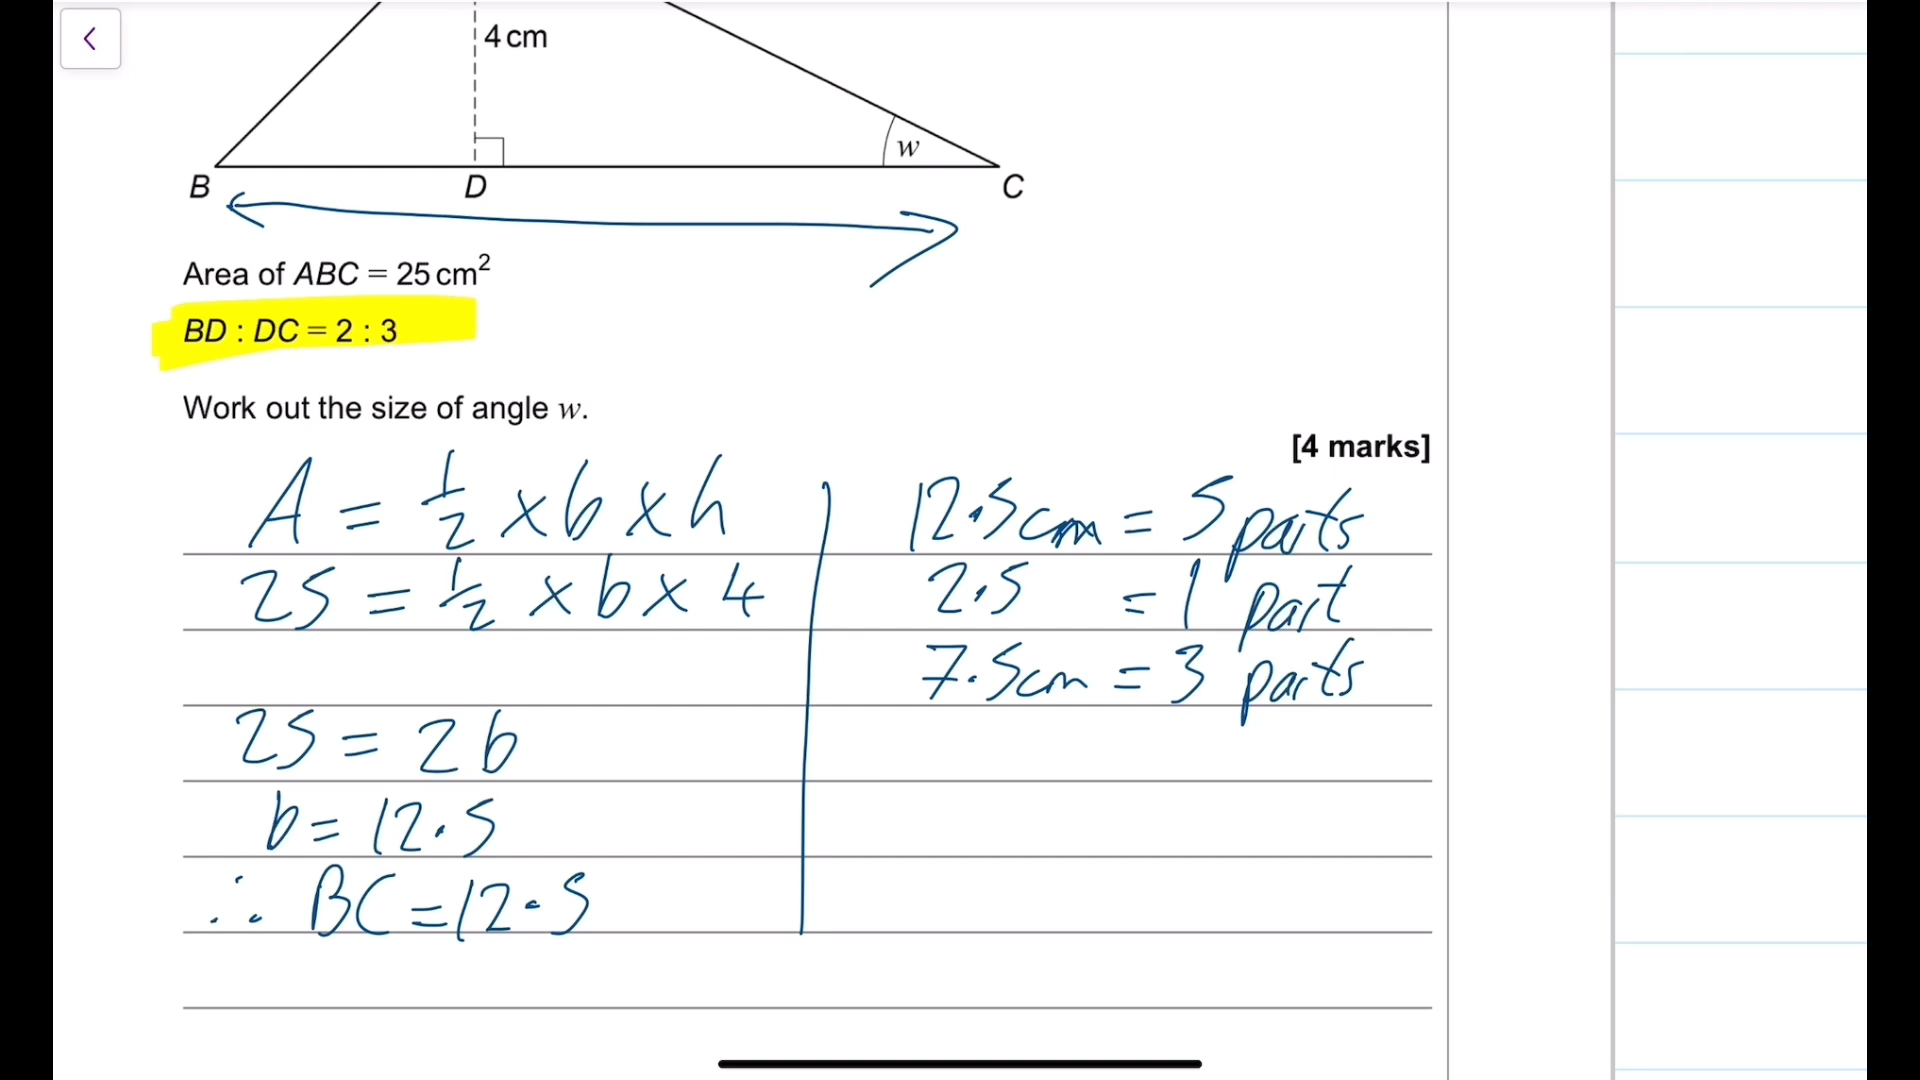 4 cm
w
B D C
Area of ABC = 25 cm²
BD : DC = 2 : 3
Work out the size of angle w.
[4 marks]
A = ½ × b × h
25 = ½ × b × 4
25 = 2b
b = 12.5
∴ BC = 12.5
12.5cm = 5 parts
2.5 = 1 part
7.5cm = 3 parts